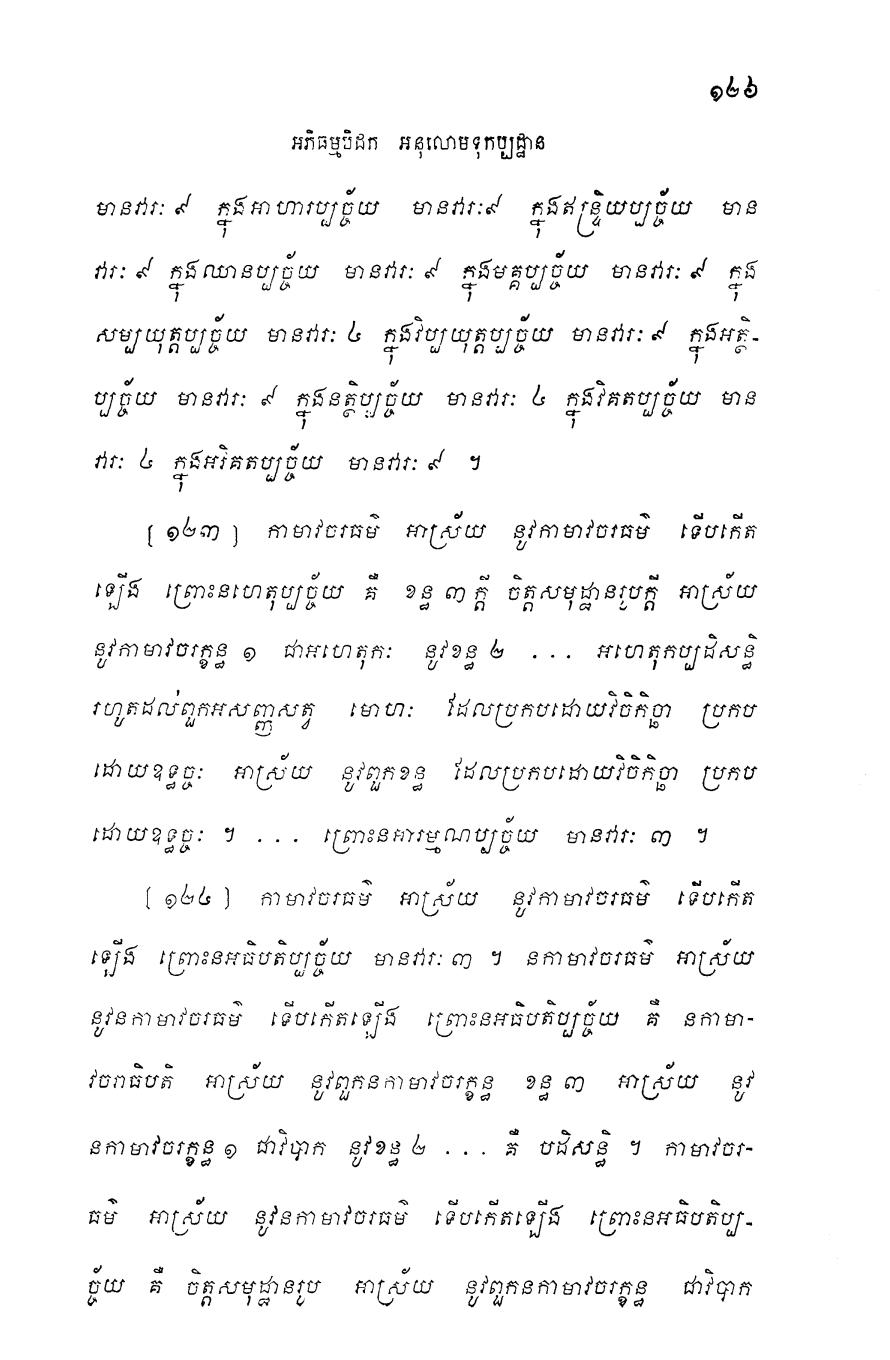 ១២៦
អភិធម្មបិដក អនុលោមទុកប្បដ្ឋាន
មានវារៈ ៩ ក្នុងអាហារប្បច្ច័យ មានវារៈ៩ ក្នុងឥន្ទ្រិយប្បច្ច័យ មាន
វារៈ ៩ ក្នុងឈានប្បច្ច័យ មានវារៈ ៩ ក្នុងមគ្គប្បច្ច័យ មានវារៈ ៩ ក្នុង
សម្បយុត្តប្បច្ច័យ មានវារៈ ៤ ក្នុងវិប្បយុត្តប្បច្ច័យ មានវារៈ ៩ ក្នុងអត្ថិ-
ប្បច្ច័យ មានវារៈ ៩ ក្នុងនត្ថិប្បច្ច័យ មានវារៈ ៤ ក្នុងវិគតប្បច្ច័យ មាន
វារៈ ៤ ក្នុងអវិគតប្បច្ច័យ មានវារៈ ៩ ។
[ ១២៣ ] កាមាវចរធម៌ អាស្រ័យ នូវកាមាវចរធម៌ ទើបកើត
ឡើង ព្រោះនហេតុប្បច្ច័យ គឺ ខន្ធ ៣ ក្តី ចិត្តសមុដ្ឋានរូបក្តី អាស្រ័យ
នូវកាមាវចរក្ខន្ធ ១ ជាអហេតុកៈ នូវខន្ធ ២ . . . អហេតុកប្បដិសន្ធិ
រហូតដល់ពួកអសញ្ញសត្វ មោហៈ ដែលប្រកបដោយវិចិកិច្ឆា ប្រកប
ដោយឧទ្ធច្ចៈ អាស្រ័យ នូវពួកខន្ធ ដែលប្រកបដោយវិចិកិច្ឆា ប្រកប
ដោយឧទ្ធច្ចៈ ។ . . . ព្រោះនអារម្មណប្បច្ច័យ មានវារៈ ៣ ។
[ ១២៤ ] កាមាវចរធម៌ អាស្រ័យ នូវកាមាវចរធម៌ ទើបកើត
ឡើង ព្រោះនអធិបតិប្បច្ច័យ មានវារៈ ៣ ។ នកាមាវចរធម៌ អាស្រ័យ
នូវនកាមាវចរធម៌ ទើបកើតឡើង ព្រោះនអធិបតិប្បច្ច័យ គឺ នកាមា-
វចរាធិបតិ អាស្រ័យ នូវពួកនកាមាវចរក្ខន្ធ ខន្ធ ៣ អាស្រ័យ នូវ
នកាមាវចរក្ខន្ធ ១ ជាវិបាក នូវខន្ធ ២ . . . គឺ បដិសន្ធិ ។ កាមាវចរ-
ធម៌ អាស្រ័យ នូវនកាមាវចរធម៌ ទើបកើតឡើង ព្រោះនអធិបតិប្ប-
ច្ច័យ គឺ ចិត្តសមុដ្ឋានរូប អាស្រ័យ នូវពួកនកាមាវចរក្ខន្ធ ជាវិបាក